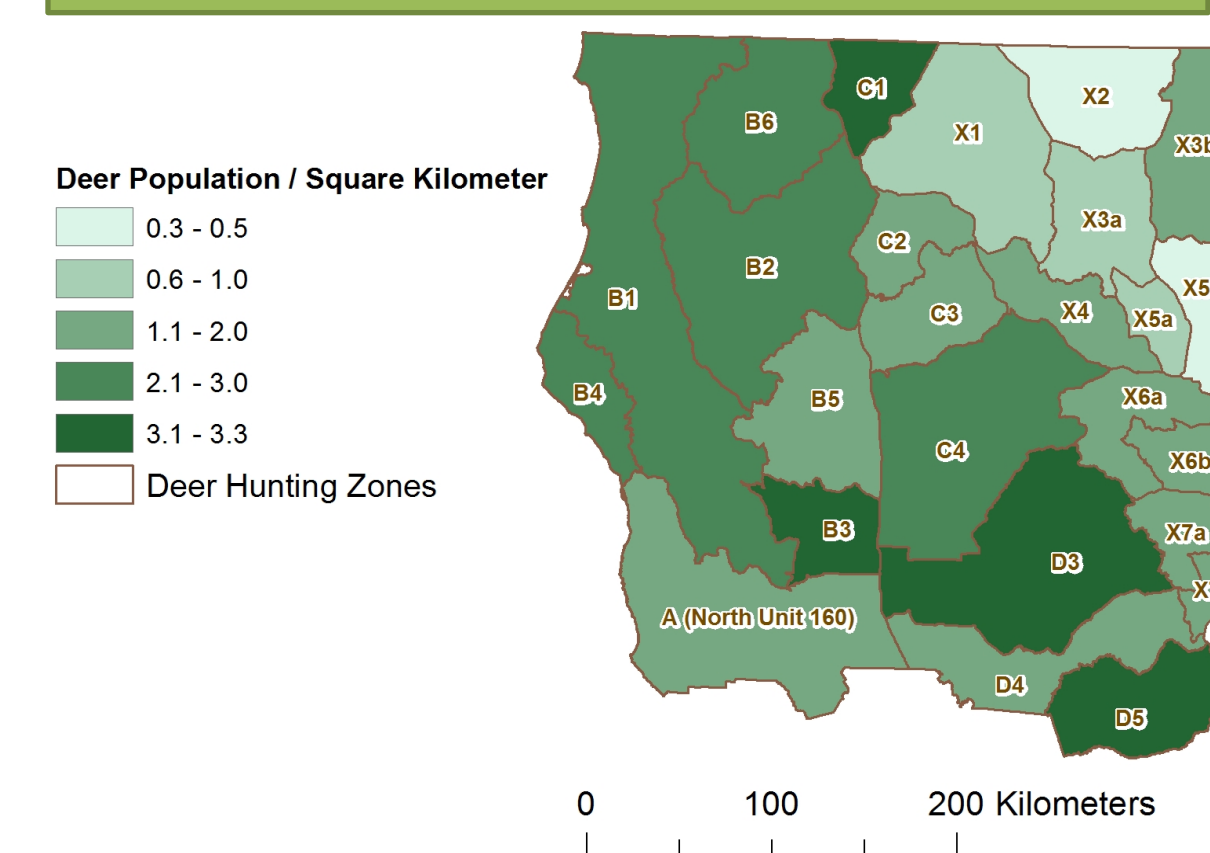 Deer Population / Square Kilometer
0.3 - 0.5
0.6 - 1.0
1.1 - 2.0
2.1 - 3.0
3.1 - 3.3
Deer Hunting Zones
C1
X2
B6
X1
X3b
X3a
C2
B2
X5
B1
C3
X4
X5a
B4
B5
X6a
C4
X6b
B3
X7a
D3
X
A (North Unit 160)
D4
D5
0 100 200 Kilometers